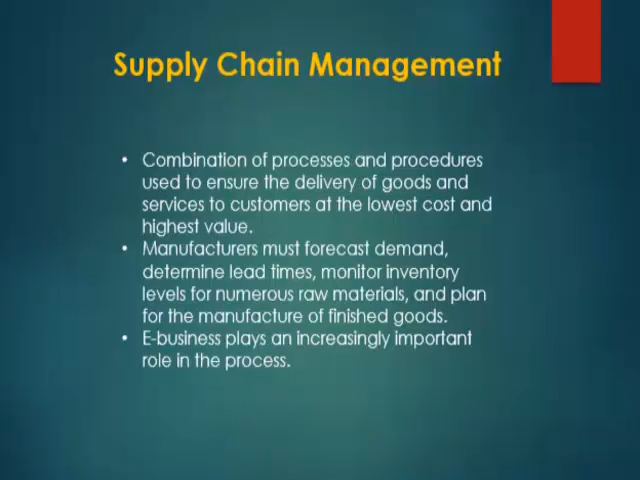 Supply Chain Management
• Combination of processes and procedures
used to ensure the delivery of goods and
services to customers at the lowest cost and
highest value.
• Manufacturers must forecast demand,
determine lead times, monitor inventory
levels for numerous raw materials, and plan
for the manufacture of finished goods.
• E-business plays an increasingly important
role in the process.